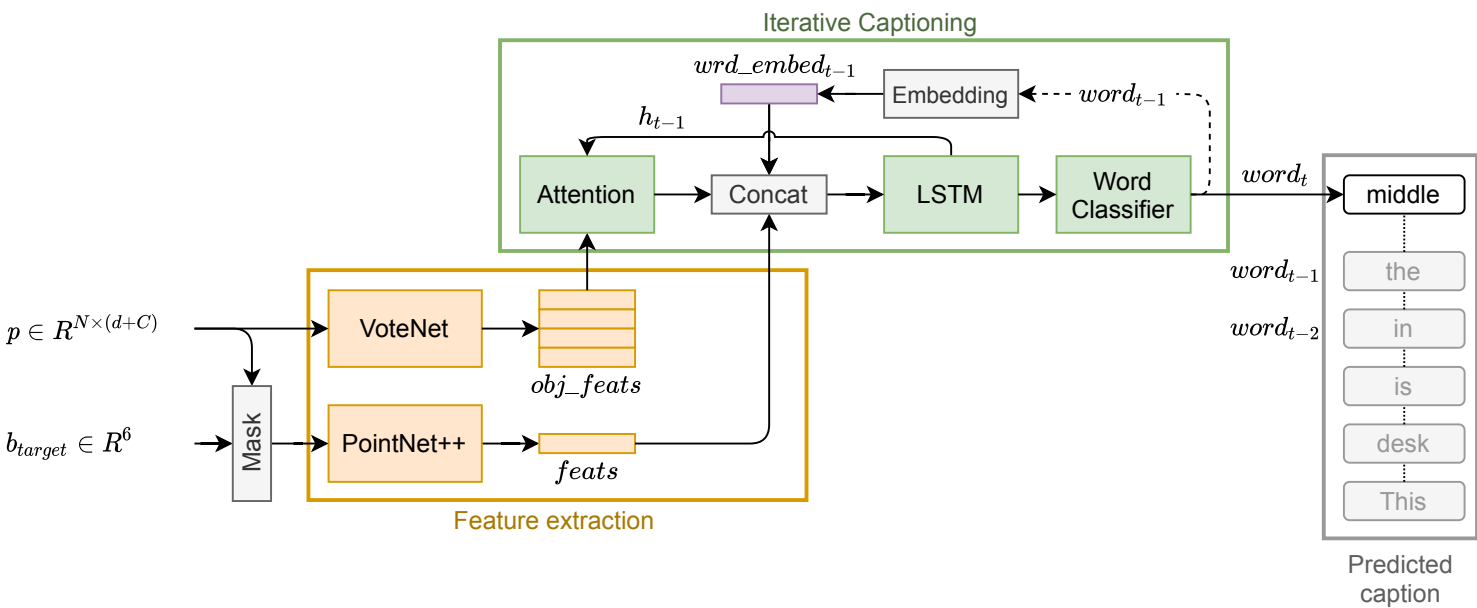 Iterative Captioning
wrd_embed_{t-1}
Embedding
word_{t-1}
h_{t-1}
Attention
Concat
LSTM
Word
Classifier
word_t
middle
word_{t-1}
the
p ∈ R^{N×(d+C)}
VoteNet
obj_feats
word_{t-2}
in
is
b_{target} ∈ R^6
Mask
PointNet++
feats
desk
This
Feature extraction
Predicted
caption